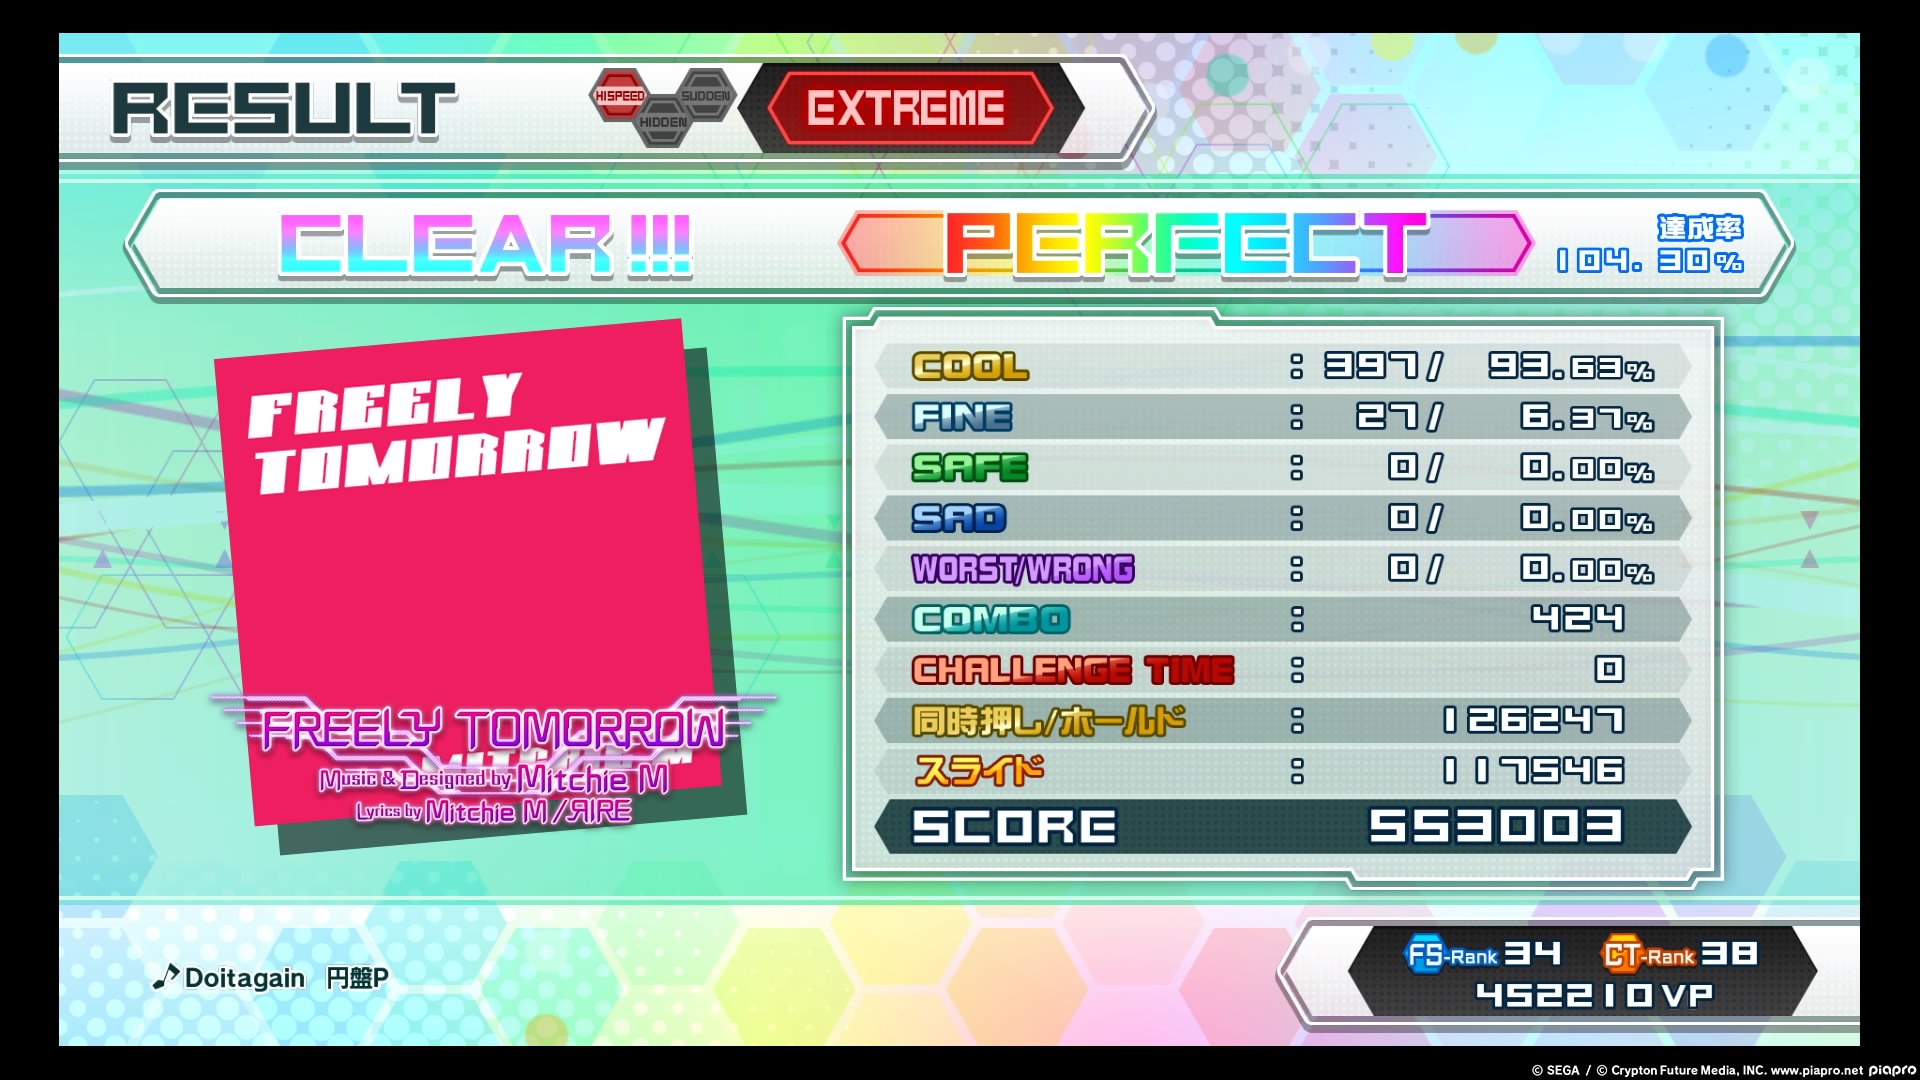 RESULT
HISPEED
HIDDEN
SUDDEN
EXTREME
CLEAR!!!
PERFECT
達成率
104.30%
FREELY
TOMORROW
FREELY TOMORROW
Music & Designed by Mitchie M
Lyrics by Mitchie M /ЯIRE
COOL : 397/ 93.63%
FINE : 27/ 6.37%
SAFE : 0/ 0.00%
SAD : 0/ 0.00%
WORST/WRONG : 0/ 0.00%
COMBO : 424
CHALLENGE TIME : 0
同時押し/ホールド : 126247
スライド : 117546
SCORE 553003
♪Doitagain 円盤P
FS-Rank 34 CT-Rank 38
452210VP
© SEGA / © Crypton Future Media, INC. www.piapro.net piapro